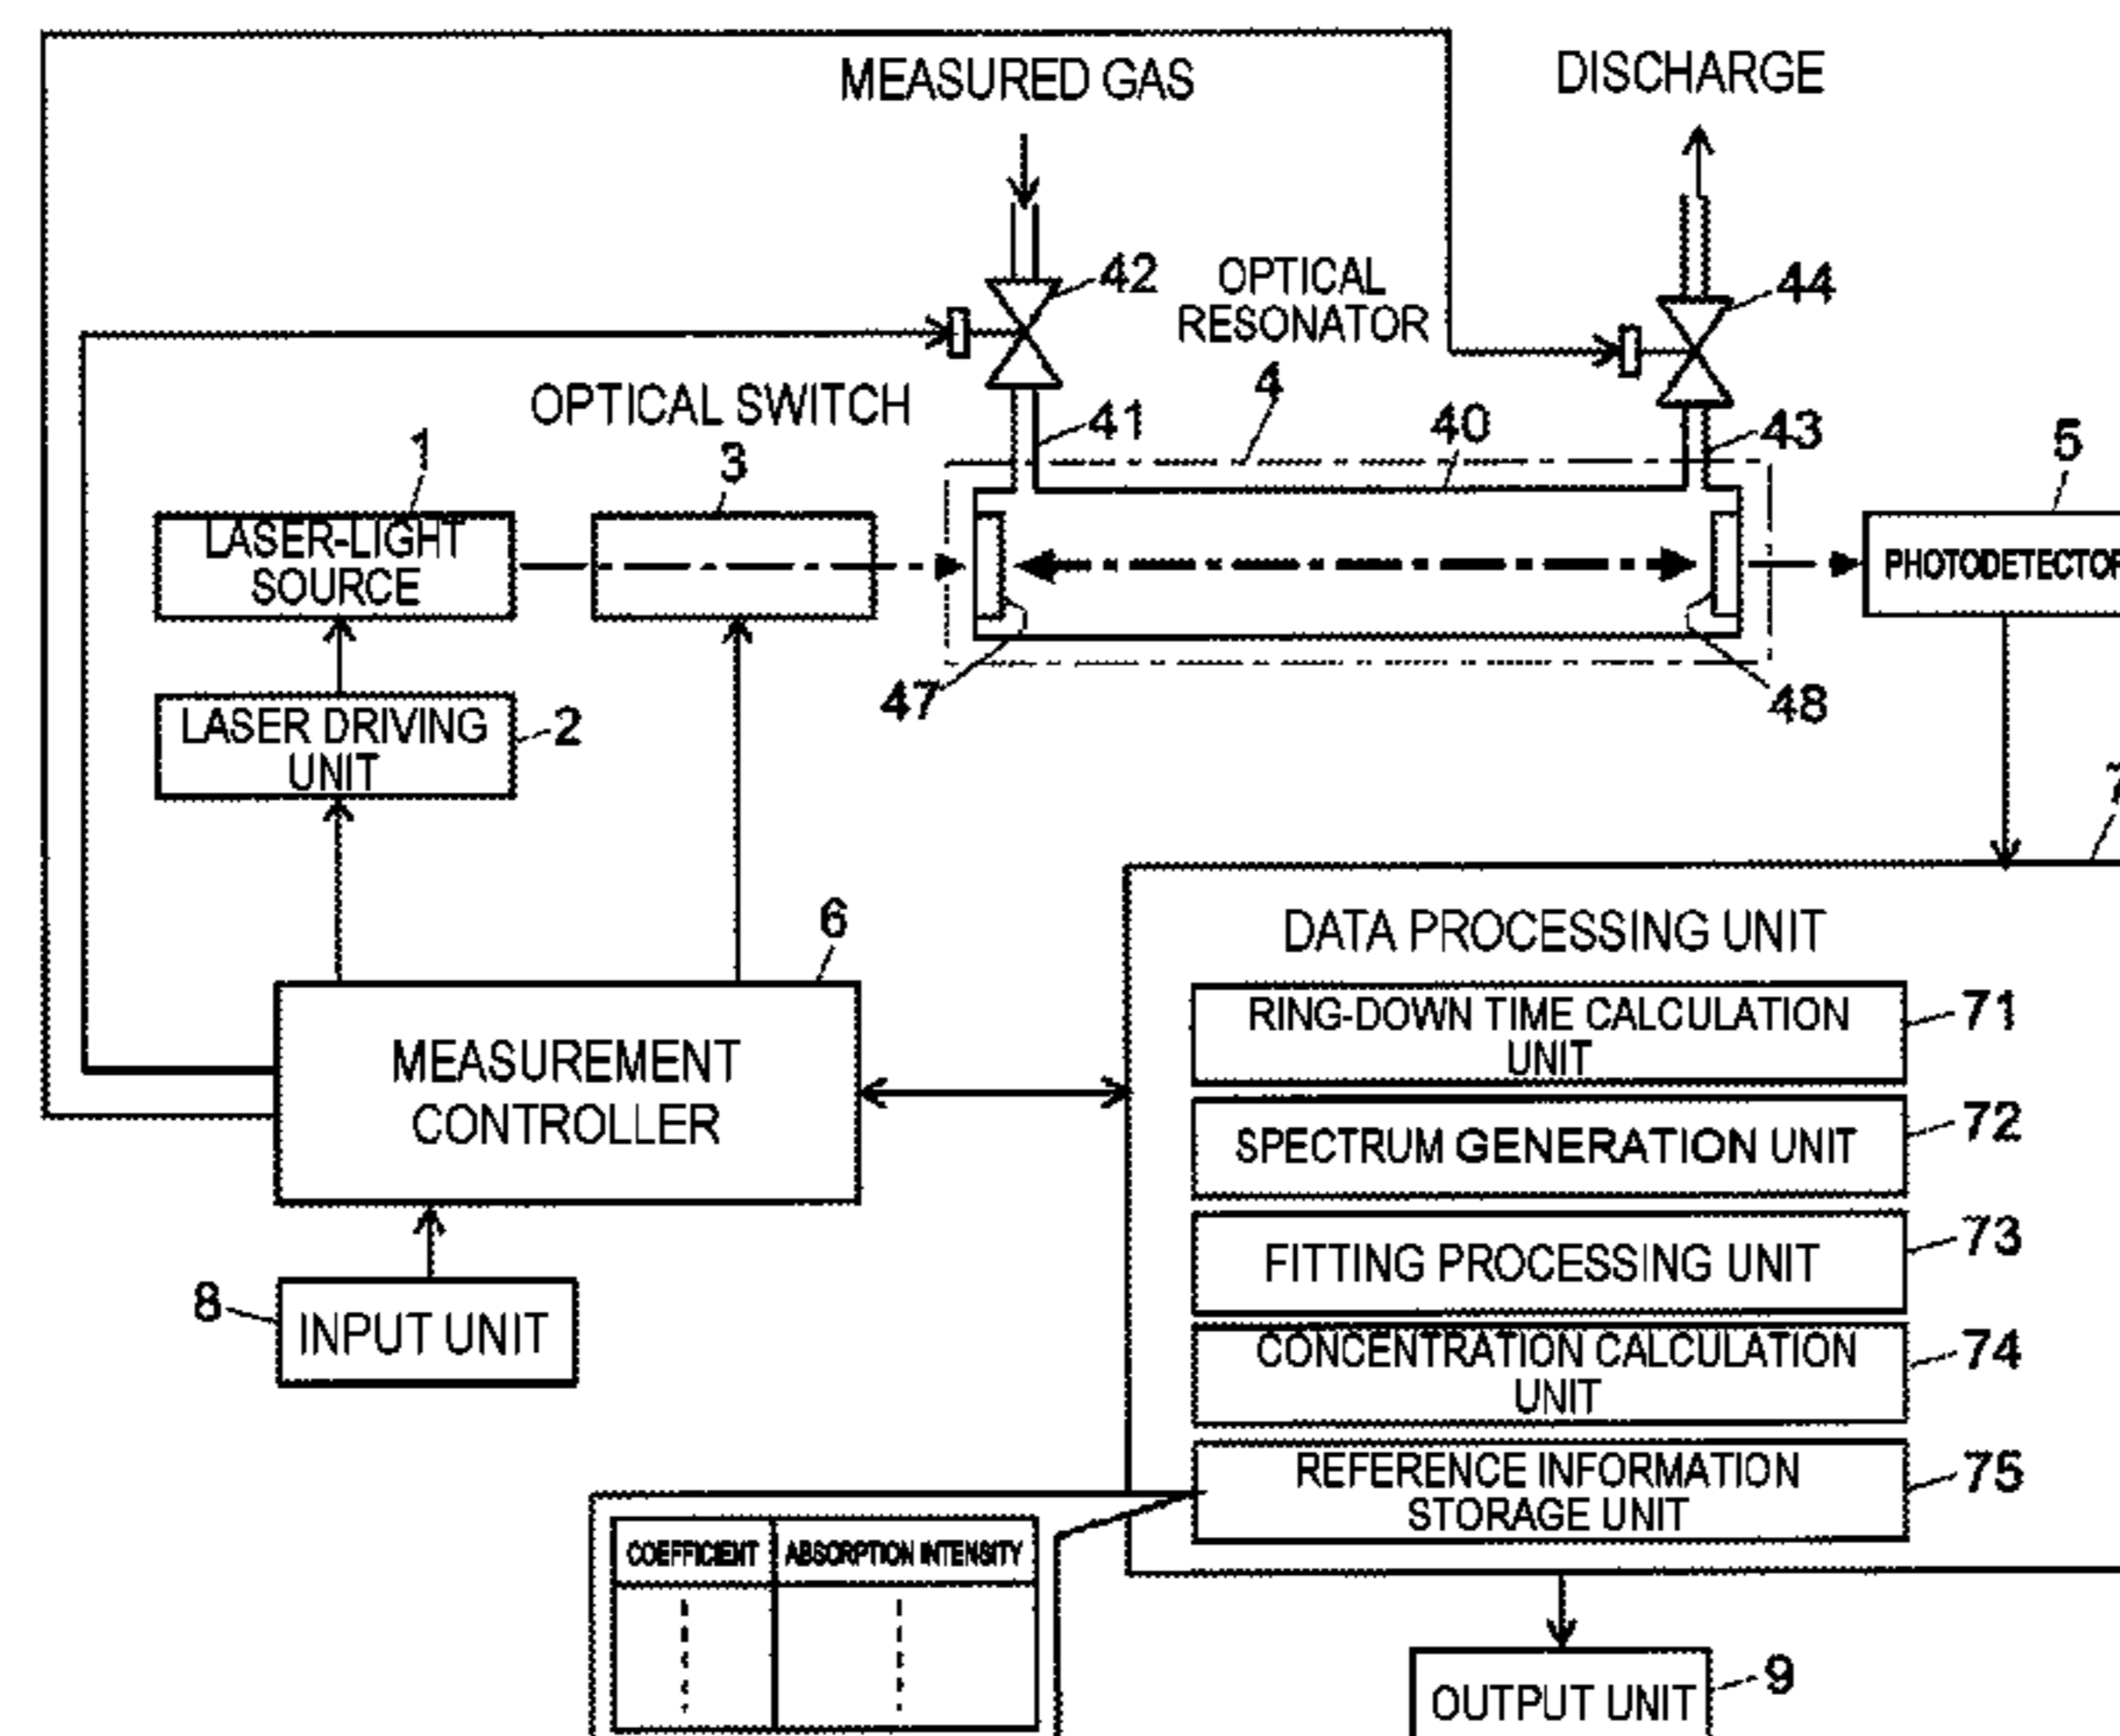 MEASURED GAS
DISCHARGE
42
OPTICAL
RESONATOR
44
OPTICAL SWITCH
4
41
40
43
5
1
3
LASER-LIGHT
SOURCE
PHOTODETECTOR
47
48
LASER DRIVING
UNIT
2
7
6
DATA PROCESSING UNIT
RING-DOWN TIME CALCULATION
UNIT
71
MEASUREMENT
CONTROLLER
SPECTRUM GENERATION UNIT
72
FITTING PROCESSING UNIT
73
8
INPUT UNIT
CONCENTRATION CALCULATION
UNIT
74
REFERENCE INFORMATION
STORAGE UNIT
75
COEFFICIENT
ABSORPTION INTENSITY
OUTPUT UNIT
9